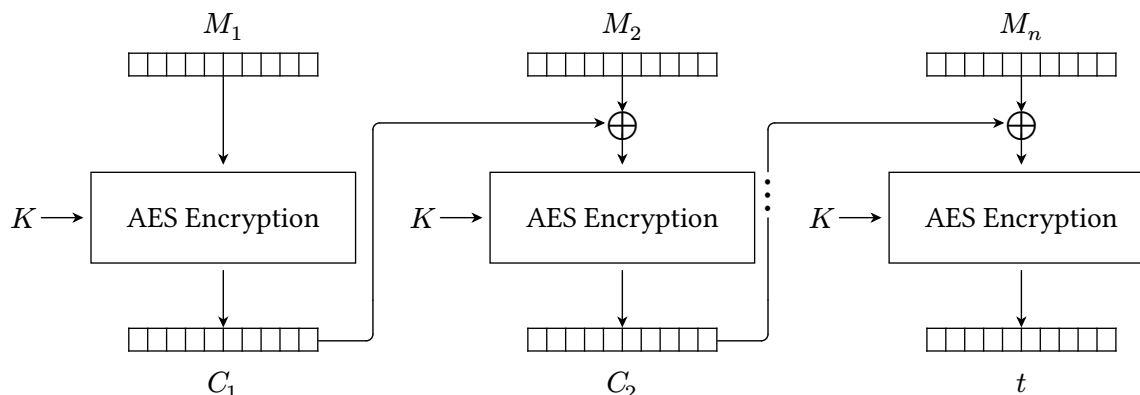 M₁ M₂ Mₙ
K AES Encryption K AES Encryption K AES Encryption
C₁ C₂ t